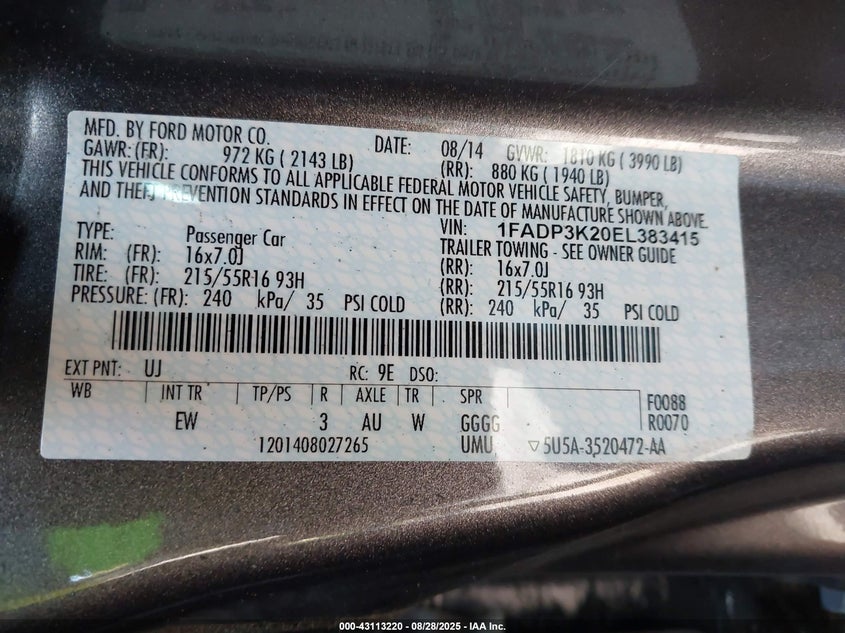 MFD. BY FORD MOTOR CO. DATE: 08/14 GVWR: 1810 KG ( 3990 LB)
GAWR: (FR): 972 KG ( 2143 LB) (RR): 880 KG ( 1940 LB)
THIS VEHICLE CONFORMS TO ALL APPLICABLE FEDERAL MOTOR VEHICLE SAFETY, BUMPER,
AND THEFT PREVENTION STANDARDS IN EFFECT ON THE DATE OF MANUFACTURE SHOWN ABOVE.
VIN: 1FADP3K20EL383415
TYPE: Passenger Car TRAILER TOWING - SEE OWNER GUIDE
RIM: (FR): 16x7.0J (RR): 16x7.0J
TIRE: (FR): 215/55R16 93H (RR): 215/55R16 93H
PRESSURE: (FR): 240 kPa/ 35 PSI COLD (RR): 240 kPa/ 35 PSI COLD
EXT PNT: UJ RC: 9E DSO:
WB INT TR TP/PS R AXLE TR SPR F0088
EW 3 AU W GGGG R0070
1201408027265 UMU ▽5U5A-3520472-AA
000-43113220 - 08/28/2025 - IAA Inc.